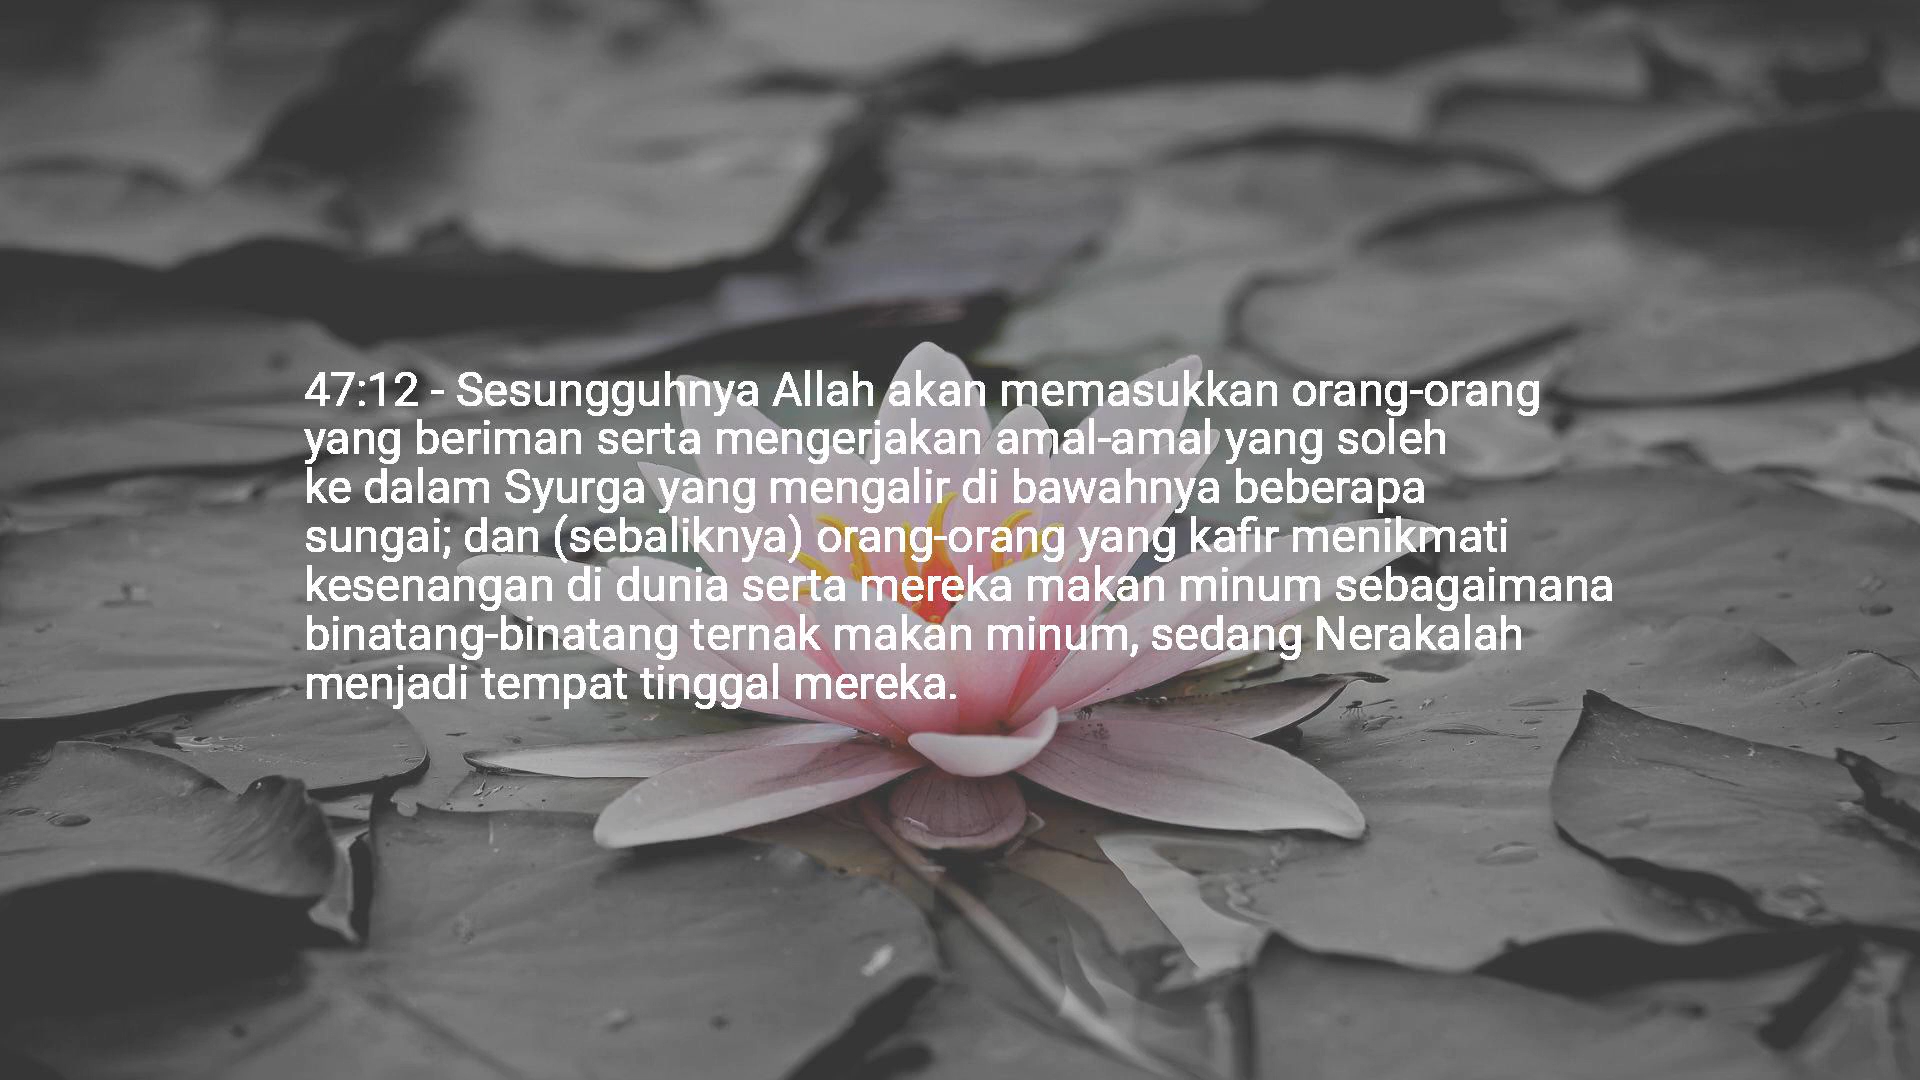 47:12 - Sesungguhnya Allah akan memasukkan orang-orang
yang beriman serta mengerjakan amal-amal yang soleh
ke dalam Syurga yang mengalir di bawahnya beberapa
sungai; dan (sebaliknya) orang-orang yang kafir menikmati
kesenangan di dunia serta mereka makan minum sebagaimana
binatang-binatang ternak makan minum, sedang Nerakalah
menjadi tempat tinggal mereka.